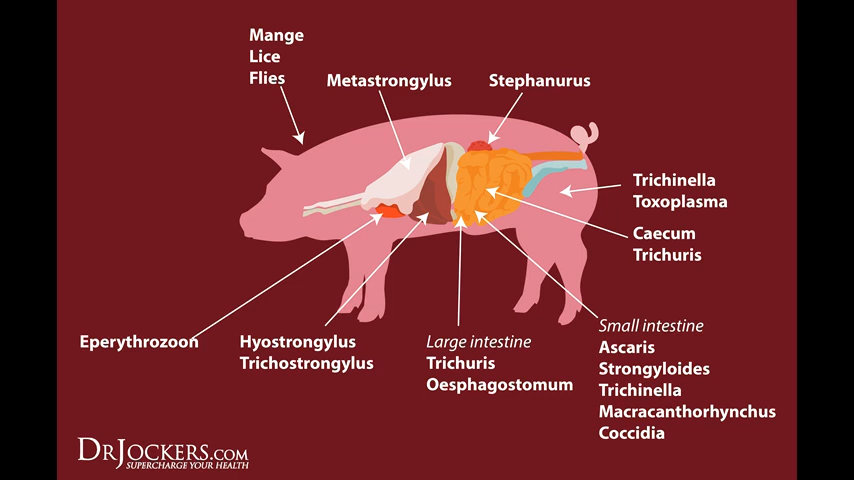 Mange
Lice
Flies
Metastrongylus
Stephanurus
Trichinella
Toxoplasma
Caecum
Trichuris
Eperythrozoon
Hyostrongylus
Trichostrongylus
Large intestine
Trichuris
Oesphagostomum
Small intestine
Ascaris
Strongyloides
Trichinella
Macracanthorhynchus
Coccidia
DRJOCKERS.COM
SUPERCHARGE YOUR HEALTH